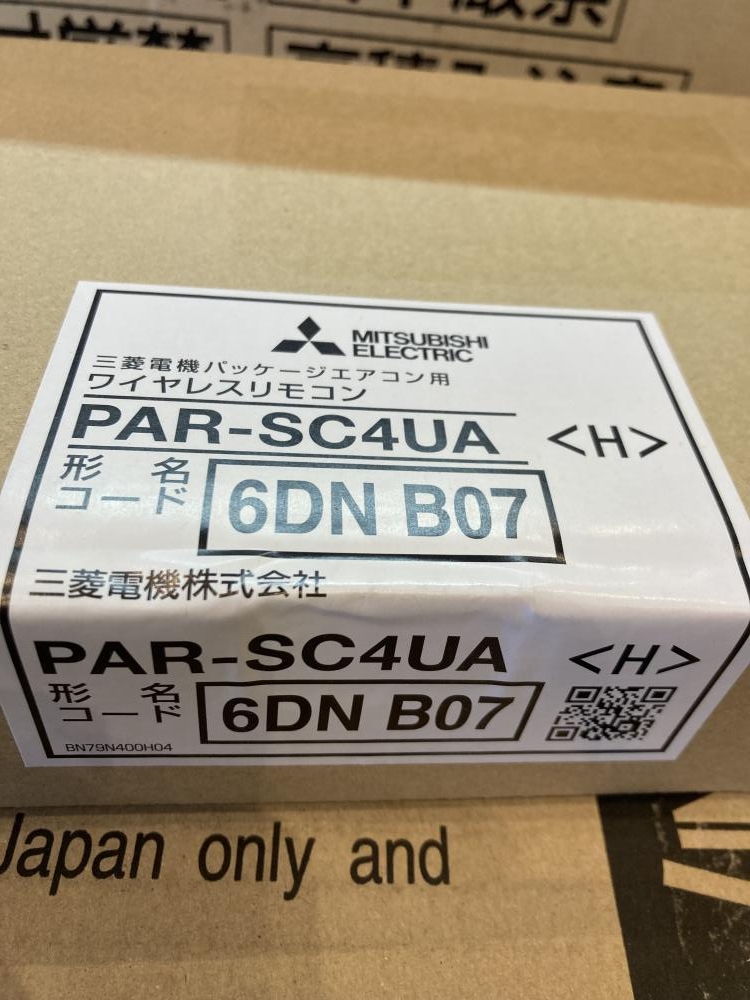 MITSUBISHI
ELECTRIC
三菱電機パッケージエアコン用
ワイヤレスリモコン
PAR-SC4UA <H>
形名
コード
6DN B07
三菱電機株式会社
PAR-SC4UA <H>
形名
コード
6DN B07
BN79N400H04
Japan only and